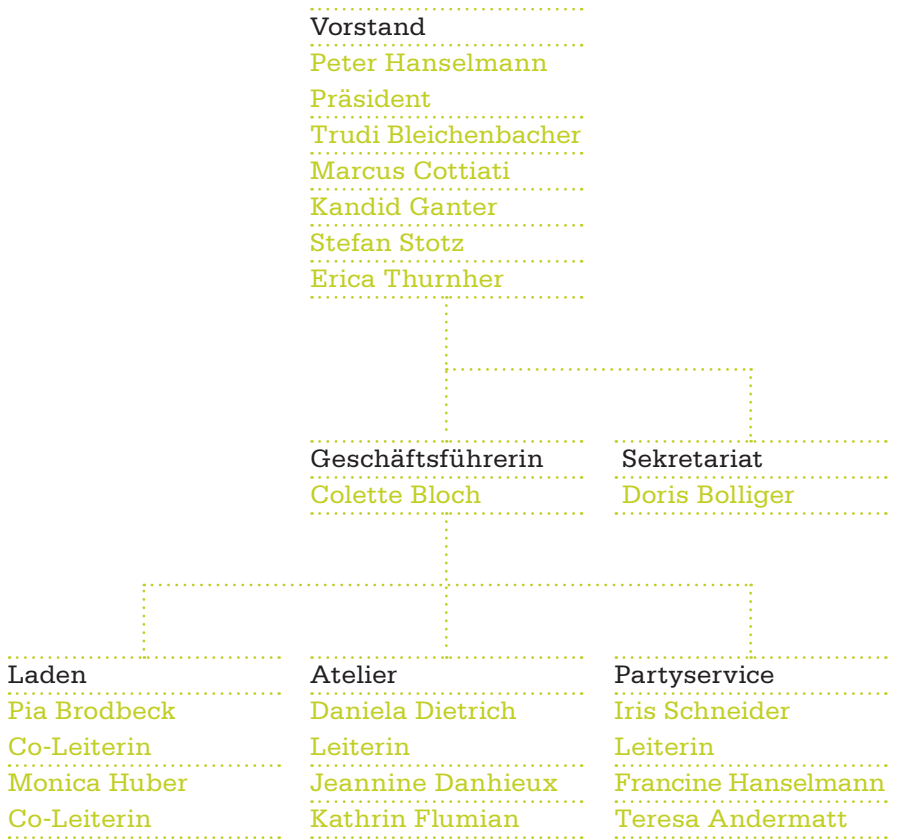 Vorstand
Peter Hanselmann
Präsident
Trudi Bleichenbacher
Marcus Cottiati
Kandid Ganter
Stefan Stotz
Erica Thurnher
Geschäftsführerin
Colette Bloch
Sekretariat
Doris Bolliger
Laden
Pia Brodbeck
Co-Leiterin
Monica Huber
Co-Leiterin
Atelier
Daniela Dietrich
Leiterin
Jeannine Danhieux
Kathrin Flumian
Partyservice
Iris Schneider
Leiterin
Francine Hanselmann
Teresa Andermatt